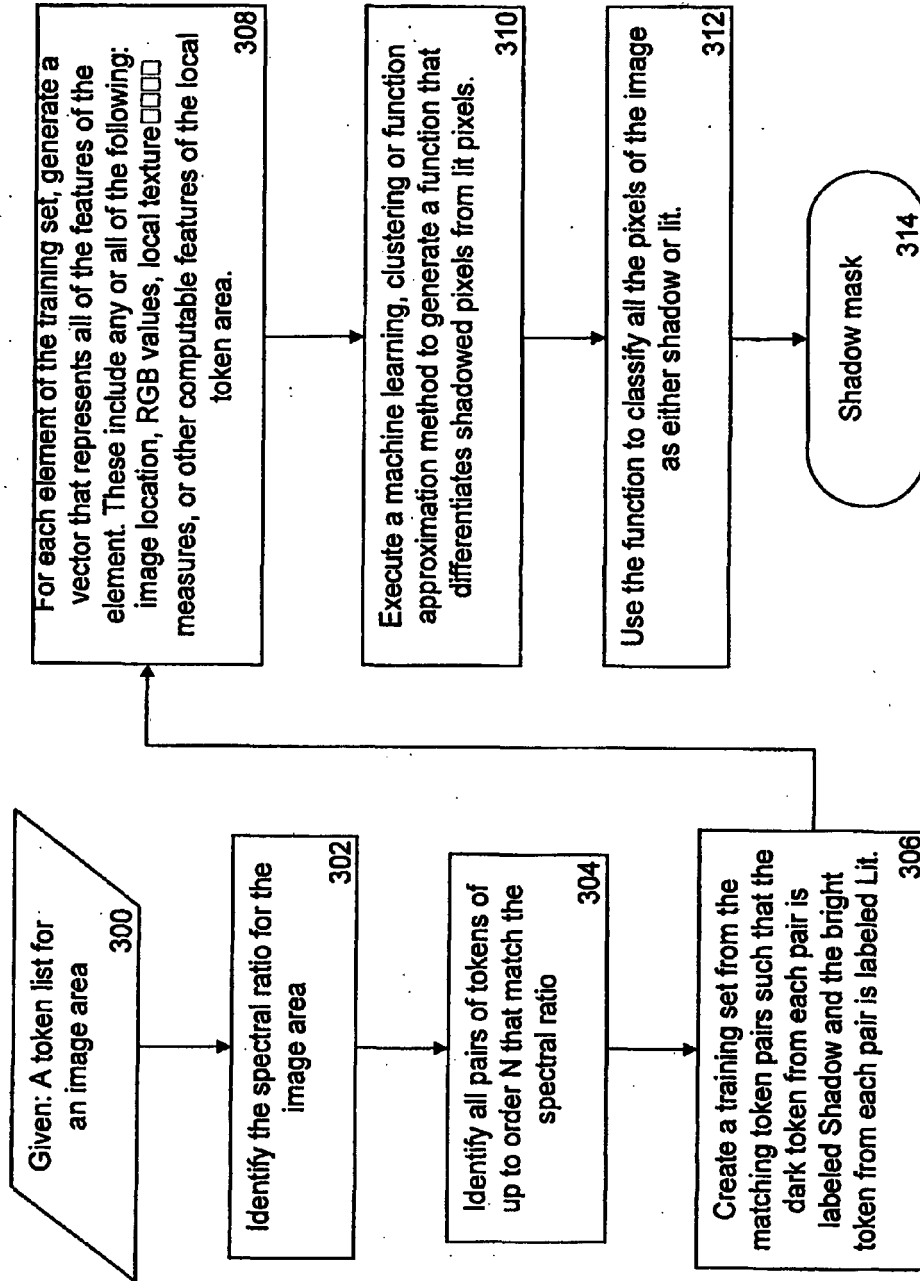 Given: A token list for
an image area
300
Identify the spectral ratio for the
image area
302
Identify all pairs of tokens of
up to order N that match the
spectral ratio
304
Create a training set from the
matching token pairs such that the
dark token from each pair is
labeled Shadow and the bright
token from each pair is labeled Lit.
306
For each element of the training set, generate a
vector that represents all of the features of the
element. These include any or all of the following:
image location, RGB values, local texture□□□□
measures, or other computable features of the local
token area.
308
Execute a machine learning, clustering or function
approximation method to generate a function that
differentiates shadowed pixels from lit pixels.
310
Use the function to classify all the pixels of the image
as either shadow or lit.
312
Shadow mask
314